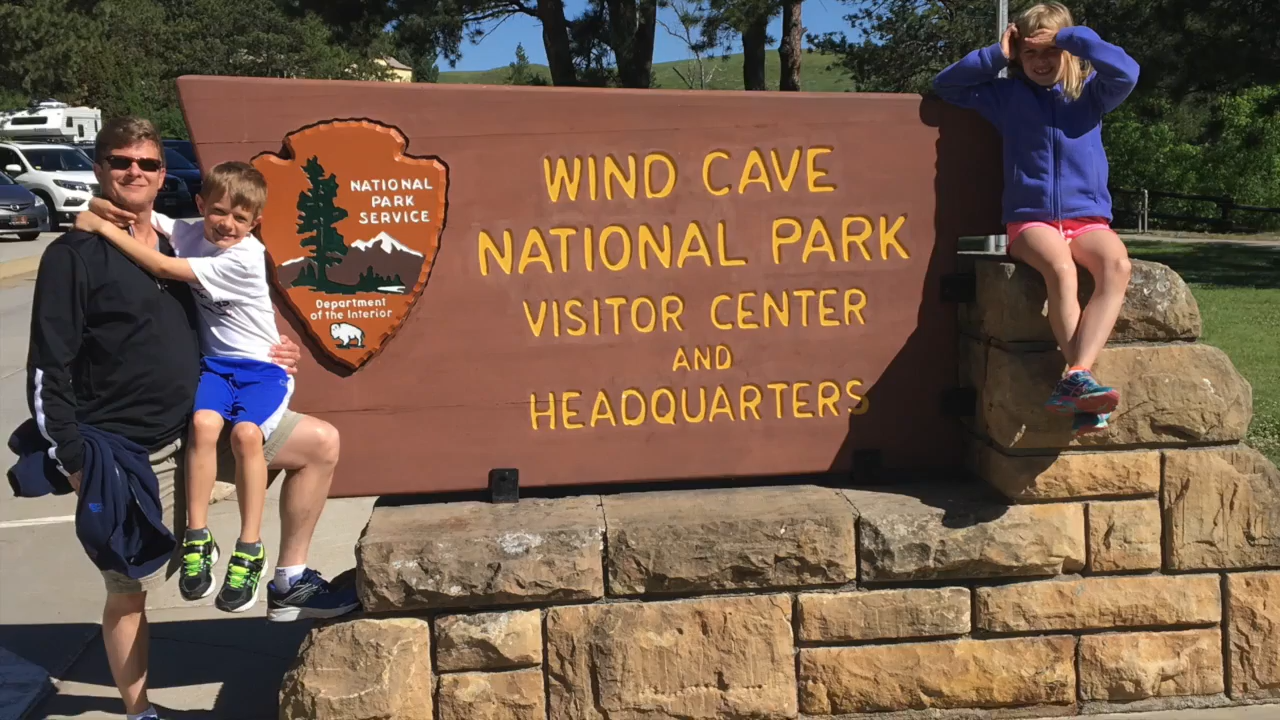 NATIONAL
PARK
SERVICE
Department
of the Interior
WIND CAVE
NATIONAL PARK
VISITOR CENTER
AND
HEADQUARTERS